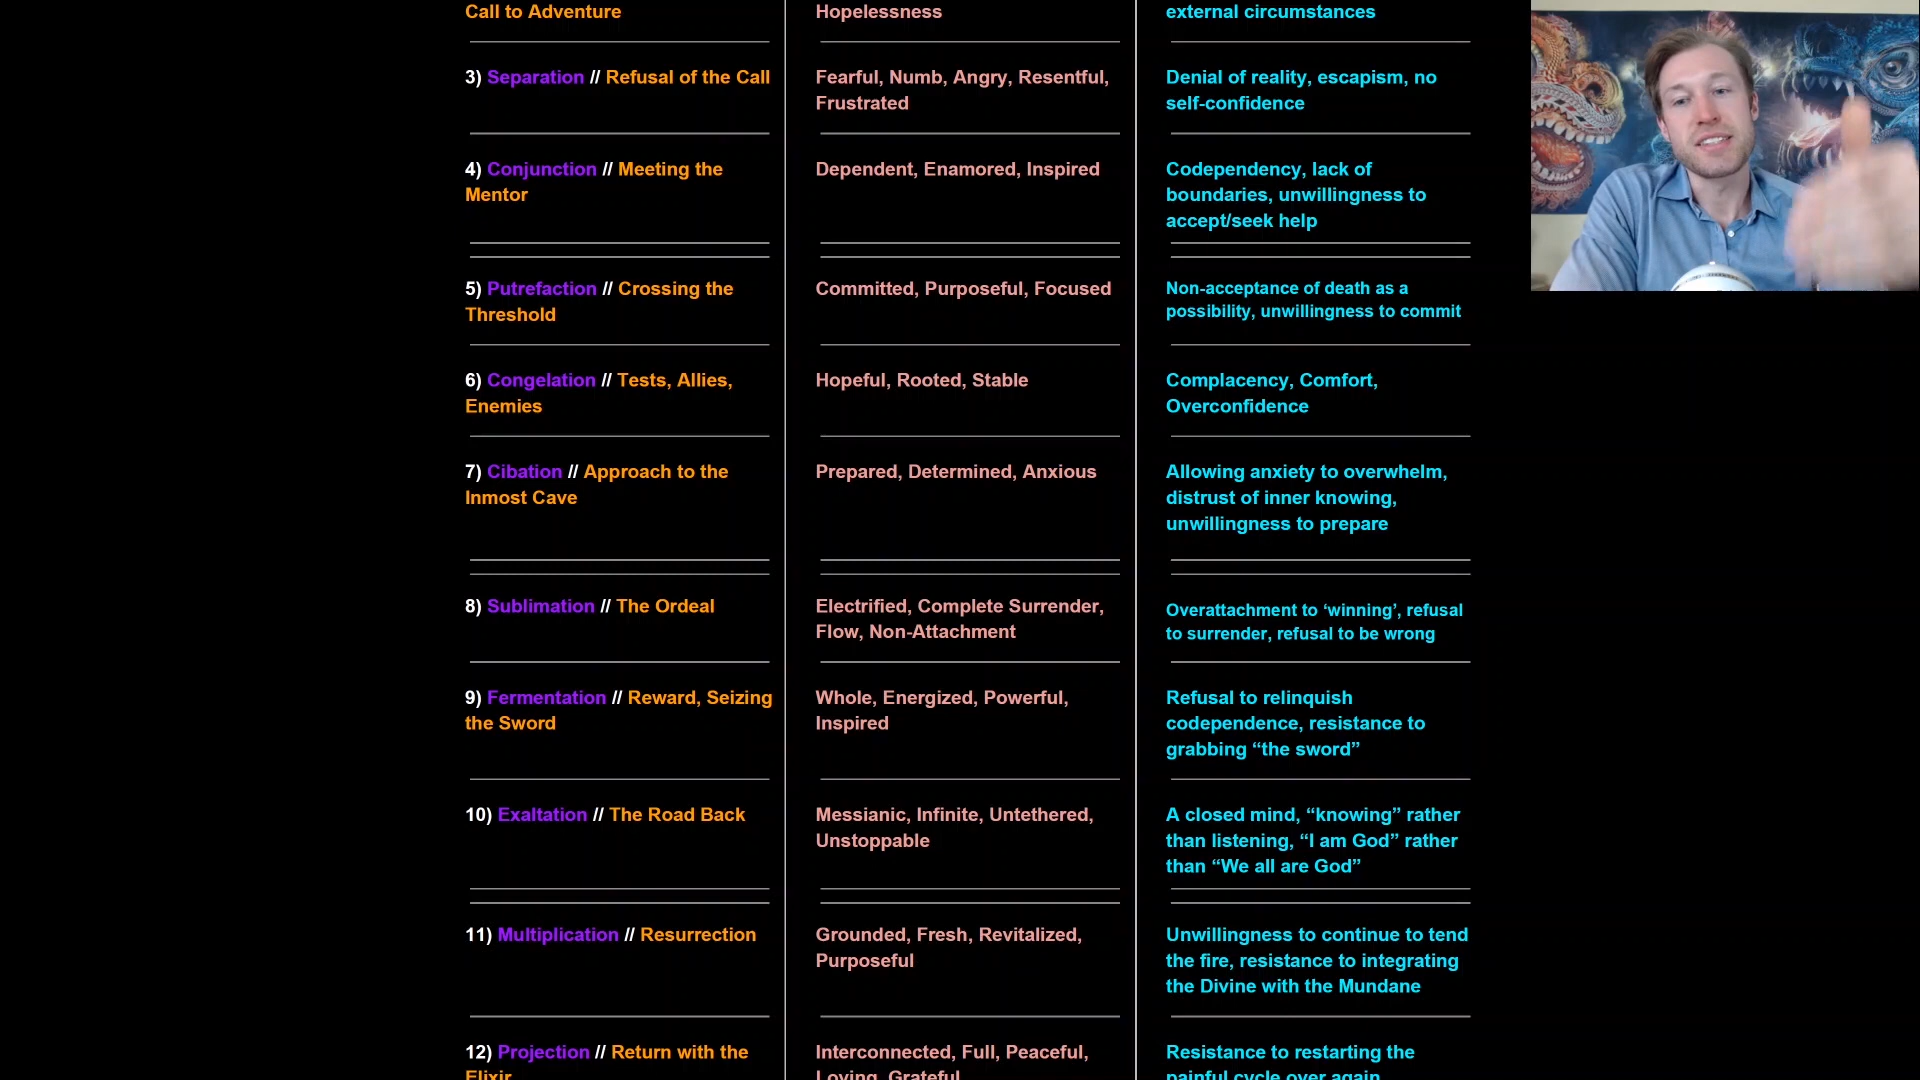 Call to Adventure
Hopelessness
external circumstances
3) Separation // Refusal of the Call
Fearful, Numb, Angry, Resentful,
Frustrated
Denial of reality, escapism, no
self-confidence
4) Conjunction // Meeting the
Mentor
Dependent, Enamored, Inspired
Codependency, lack of
boundaries, unwillingness to
accept/seek help
5) Putrefaction // Crossing the
Threshold
Committed, Purposeful, Focused
Non-acceptance of death as a
possibility, unwillingness to commit
6) Congelation // Tests, Allies,
Enemies
Hopeful, Rooted, Stable
Complacency, Comfort,
Overconfidence
7) Cibation // Approach to the
Inmost Cave
Prepared, Determined, Anxious
Allowing anxiety to overwhelm,
distrust of inner knowing,
unwillingness to prepare
8) Sublimation // The Ordeal
Electrified, Complete Surrender,
Flow, Non-Attachment
Overattachment to ‘winning’, refusal
to surrender, refusal to be wrong
9) Fermentation // Reward, Seizing
the Sword
Whole, Energized, Powerful,
Inspired
Refusal to relinquish
codependence, resistance to
grabbing “the sword”
10) Exaltation // The Road Back
Messianic, Infinite, Untethered,
Unstoppable
A closed mind, “knowing” rather
than listening, “I am God” rather
than “We all are God”
11) Multiplication // Resurrection
Grounded, Fresh, Revitalized,
Purposeful
Unwillingness to continue to tend
the fire, resistance to integrating
the Divine with the Mundane
12) Projection // Return with the
Elixir
Interconnected, Full, Peaceful,
Loving, Grateful
Resistance to restarting the
painful cycle over again